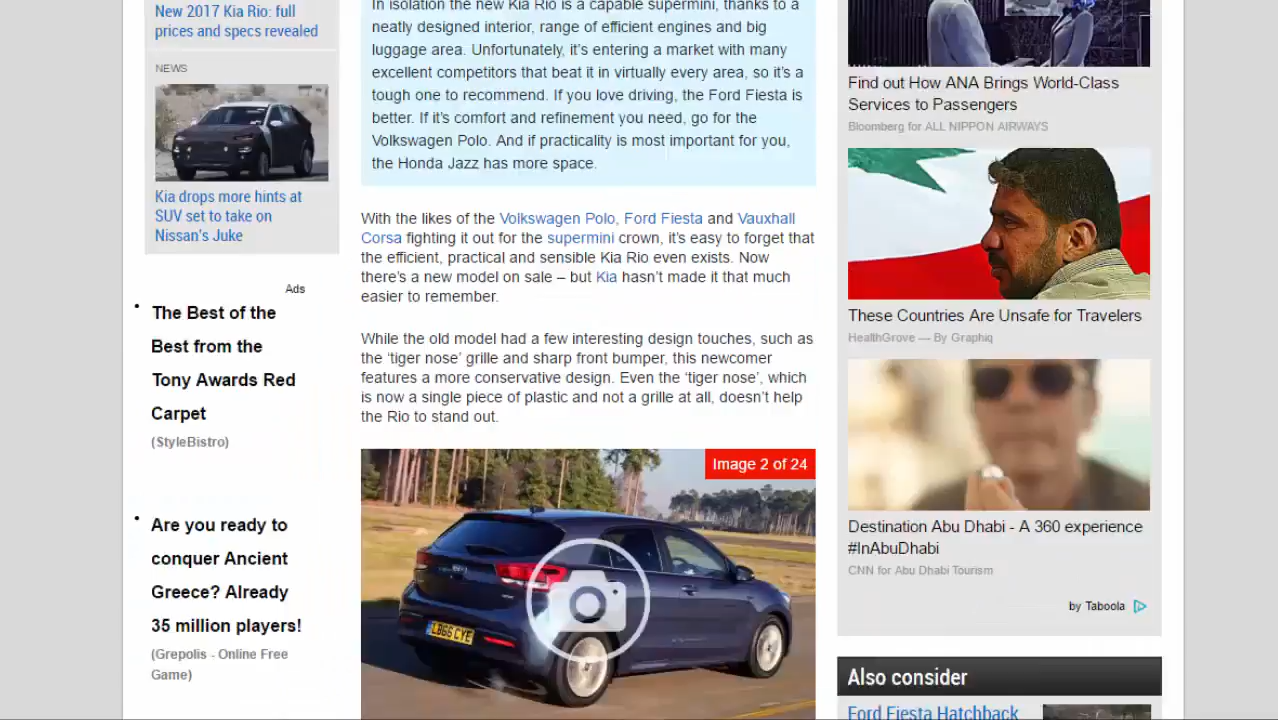 New 2017 Kia Rio: full
prices and specs revealed
NEWS
Kia drops more hints at
SUV set to take on
Nissan's Juke
Ads
• The Best of the
Best from the
Tony Awards Red
Carpet
(StyleBistro)
• Are you ready to
conquer Ancient
Greece? Already
35 million players!
(Grepolis - Online Free
Game)
In isolation the new Kia Rio is a capable supermini, thanks to a
neatly designed interior, range of efficient engines and big
luggage area. Unfortunately, it's entering a market with many
excellent competitors that beat it in virtually every area, so it's a
tough one to recommend. If you love driving, the Ford Fiesta is
better. If it's comfort and refinement you need, go for the
Volkswagen Polo. And if practicality is most important for you,
the Honda Jazz has more space.
With the likes of the Volkswagen Polo, Ford Fiesta and Vauxhall
Corsa fighting it out for the supermini crown, it's easy to forget that
the efficient, practical and sensible Kia Rio even exists. Now
there's a new model on sale – but Kia hasn't made it that much
easier to remember.
While the old model had a few interesting design touches, such as
the ‘tiger nose’ grille and sharp front bumper, this newcomer
features a more conservative design. Even the ‘tiger nose’, which
is now a single piece of plastic and not a grille at all, doesn't help
the Rio to stand out.
Image 2 of 24
LB66 CYE
Find out How ANA Brings World-Class
Services to Passengers
Bloomberg for ALL NIPPON AIRWAYS
These Countries Are Unsafe for Travelers
HealthGrove — By Graphiq
Destination Abu Dhabi - A 360 experience
#InAbuDhabi
CNN for Abu Dhabi Tourism
by Taboola
Also consider
Ford Fiesta Hatchback